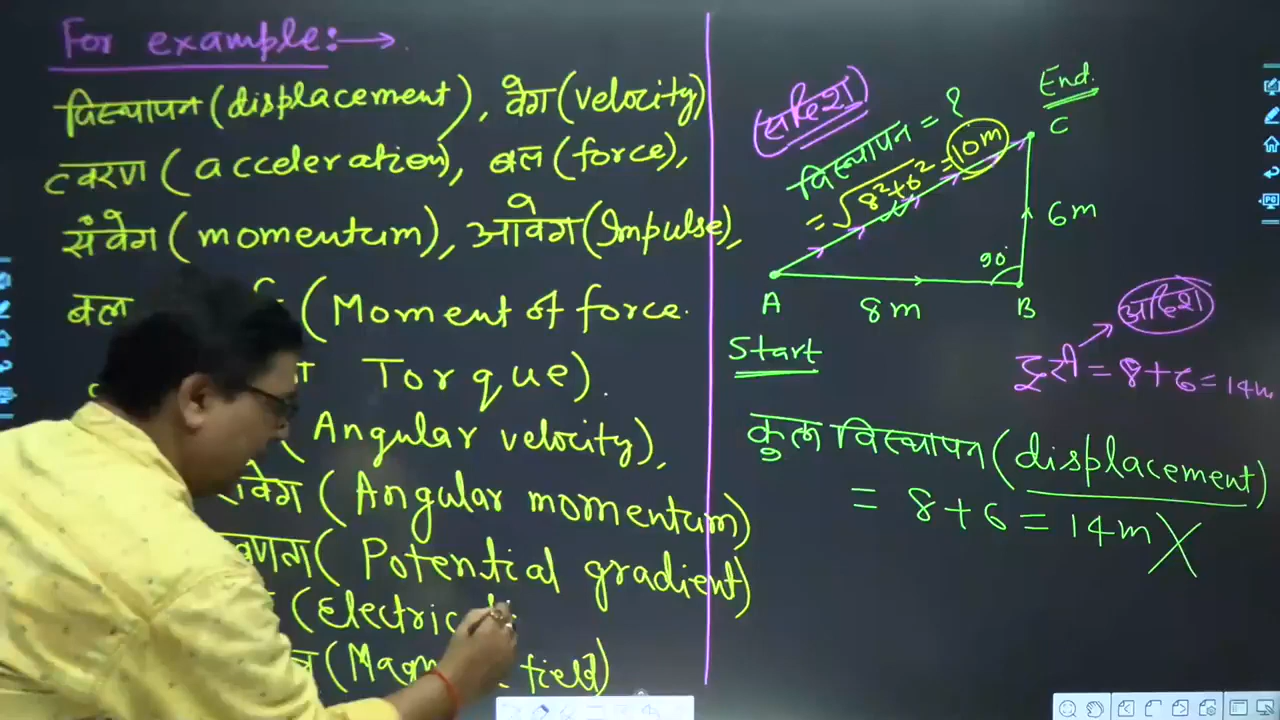 For example:→
विस्थापन (displacement), वेग (velocity)
त्वरण (acceleration), बल (force),
संवेग (momentum), आवेग (Impulse),
बल (Moment of force.
Torque).
(Angular velocity),
(Angular momentum)
(Potential gradient)
(Electric
field)
सदिश
विस्थापन = ?
= √8²+6² = 10m
End.
C
6m
90°
A
8m
B
Start
अदिश
दूरी = 8+6 = 14m
कुल विस्थापन (displacement)
= 8+6 = 14m X